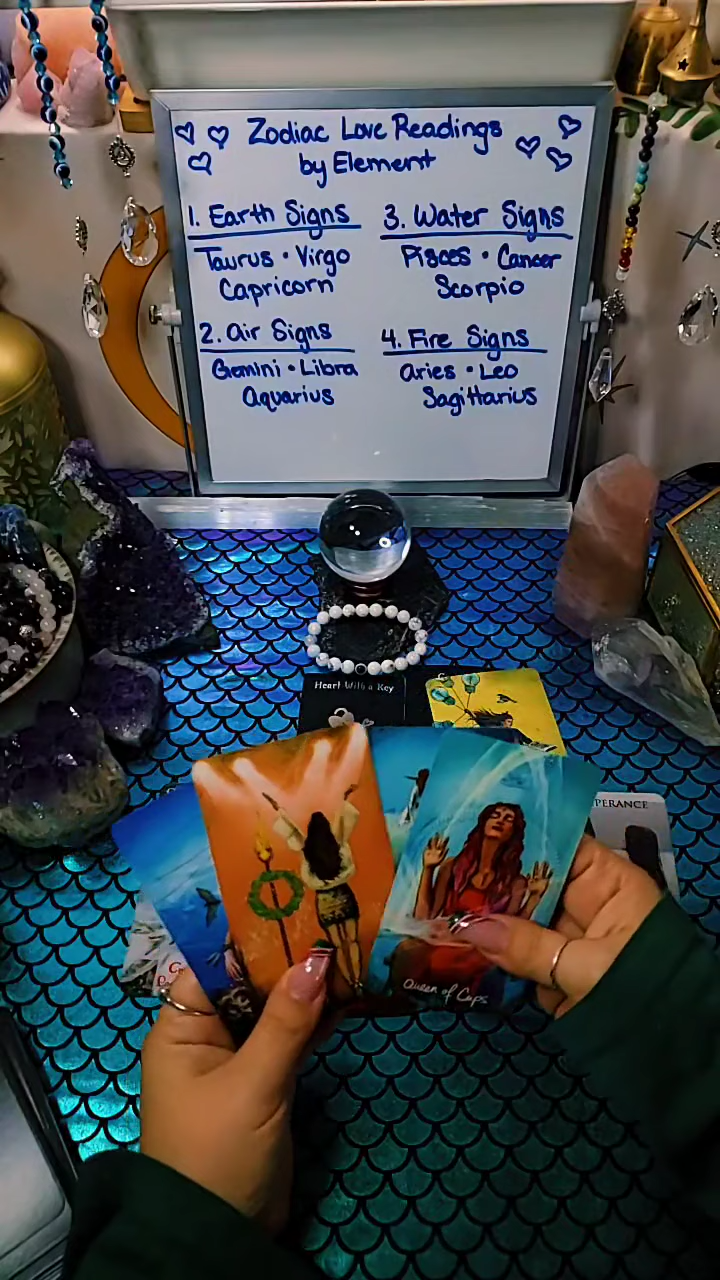 Zodiac Love Readings
by Element
1. Earth Signs
Taurus • Virgo
Capricorn
2. Air Signs
Gemini • Libra
Aquarius
3. Water Signs
Pisces • Cancer
Scorpio
4. Fire Signs
Aries • Leo
Sagittarius
Heart With a Key
PERANCE
Queen of Cups